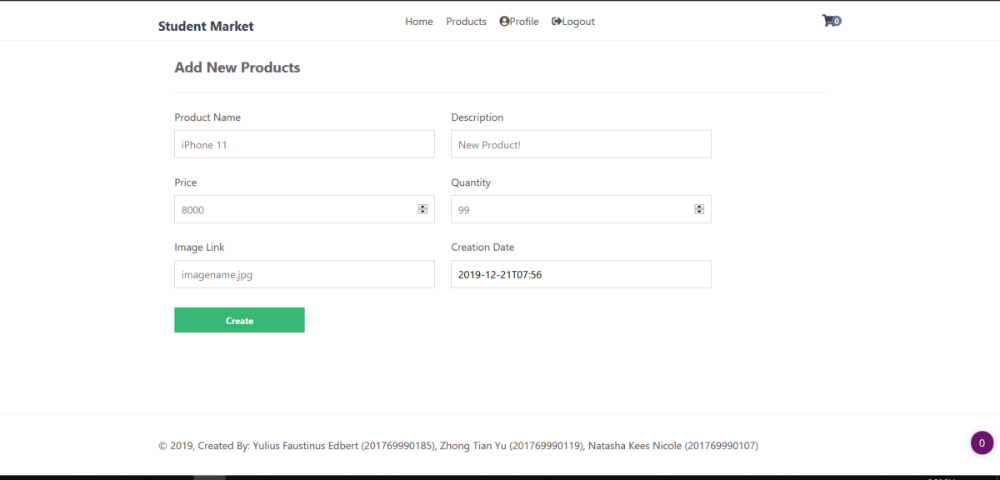 Student Market
Home Products Profile Logout
0
Add New Products
Product Name Description
iPhone 11 New Product!
Price Quantity
8000 99
Image Link Creation Date
imagename.jpg 2019-12-21T07:56
Create
© 2019, Created By: Yulius Faustinus Edbert (201769990185), Zhong Tian Yu (201769990119), Natasha Kees Nicole (201769990107)
0